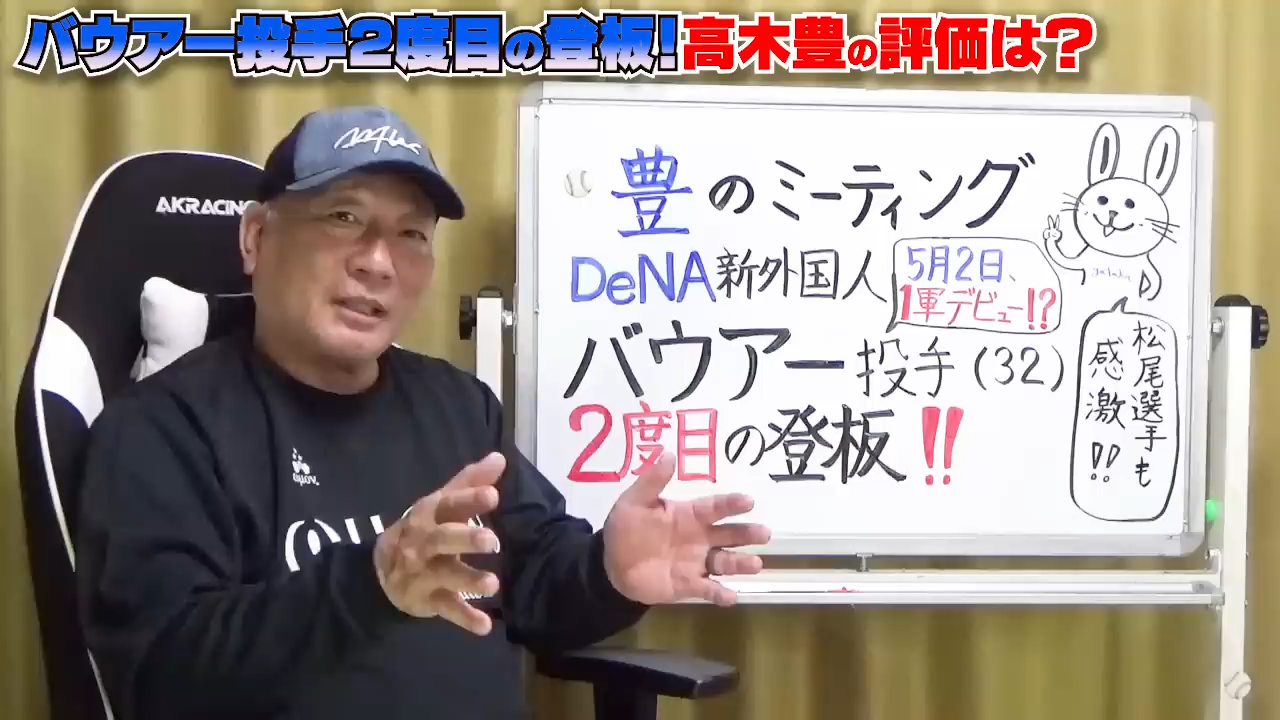 バウアー投手2度目の登板!高木豊の評価は?
AKRACING
豊のミーティング
DeNA新外国人
5月2日、
1軍デビュー!?
バウアー投手(32)
2度目の登板!!
松尾選手も
感激!!